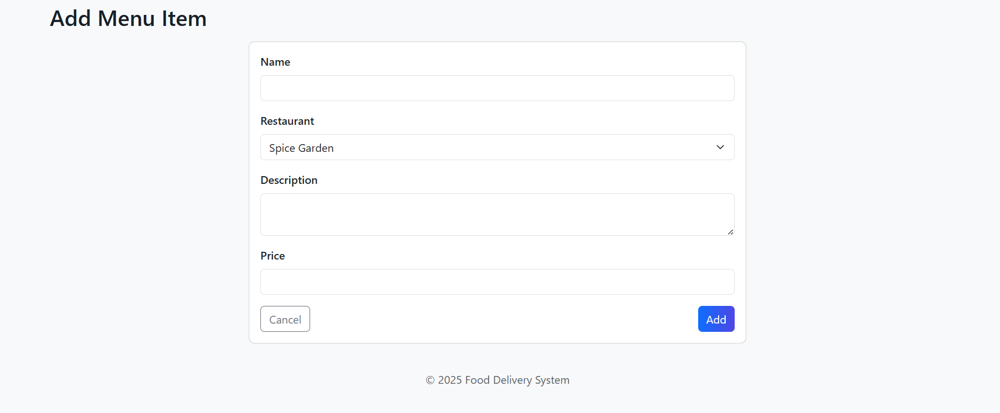 Add Menu Item
Name
Restaurant
Spice Garden
Description
Price
Cancel
Add
© 2025 Food Delivery System